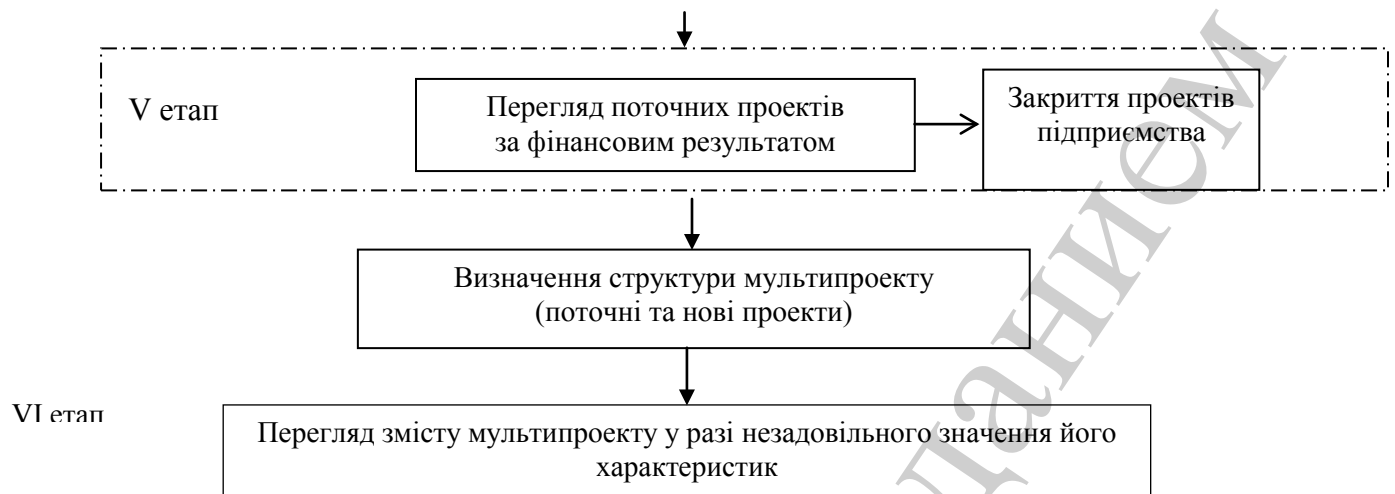 V етап
Перегляд поточних проектів
за фінансовим результатом
Закриття проектів
підприємства
Визначення структури мультипроекту
(поточні та нові проекти)
VI етап
Перегляд змісту мультипроекту у разі незадовільного значення його
характеристик
данием